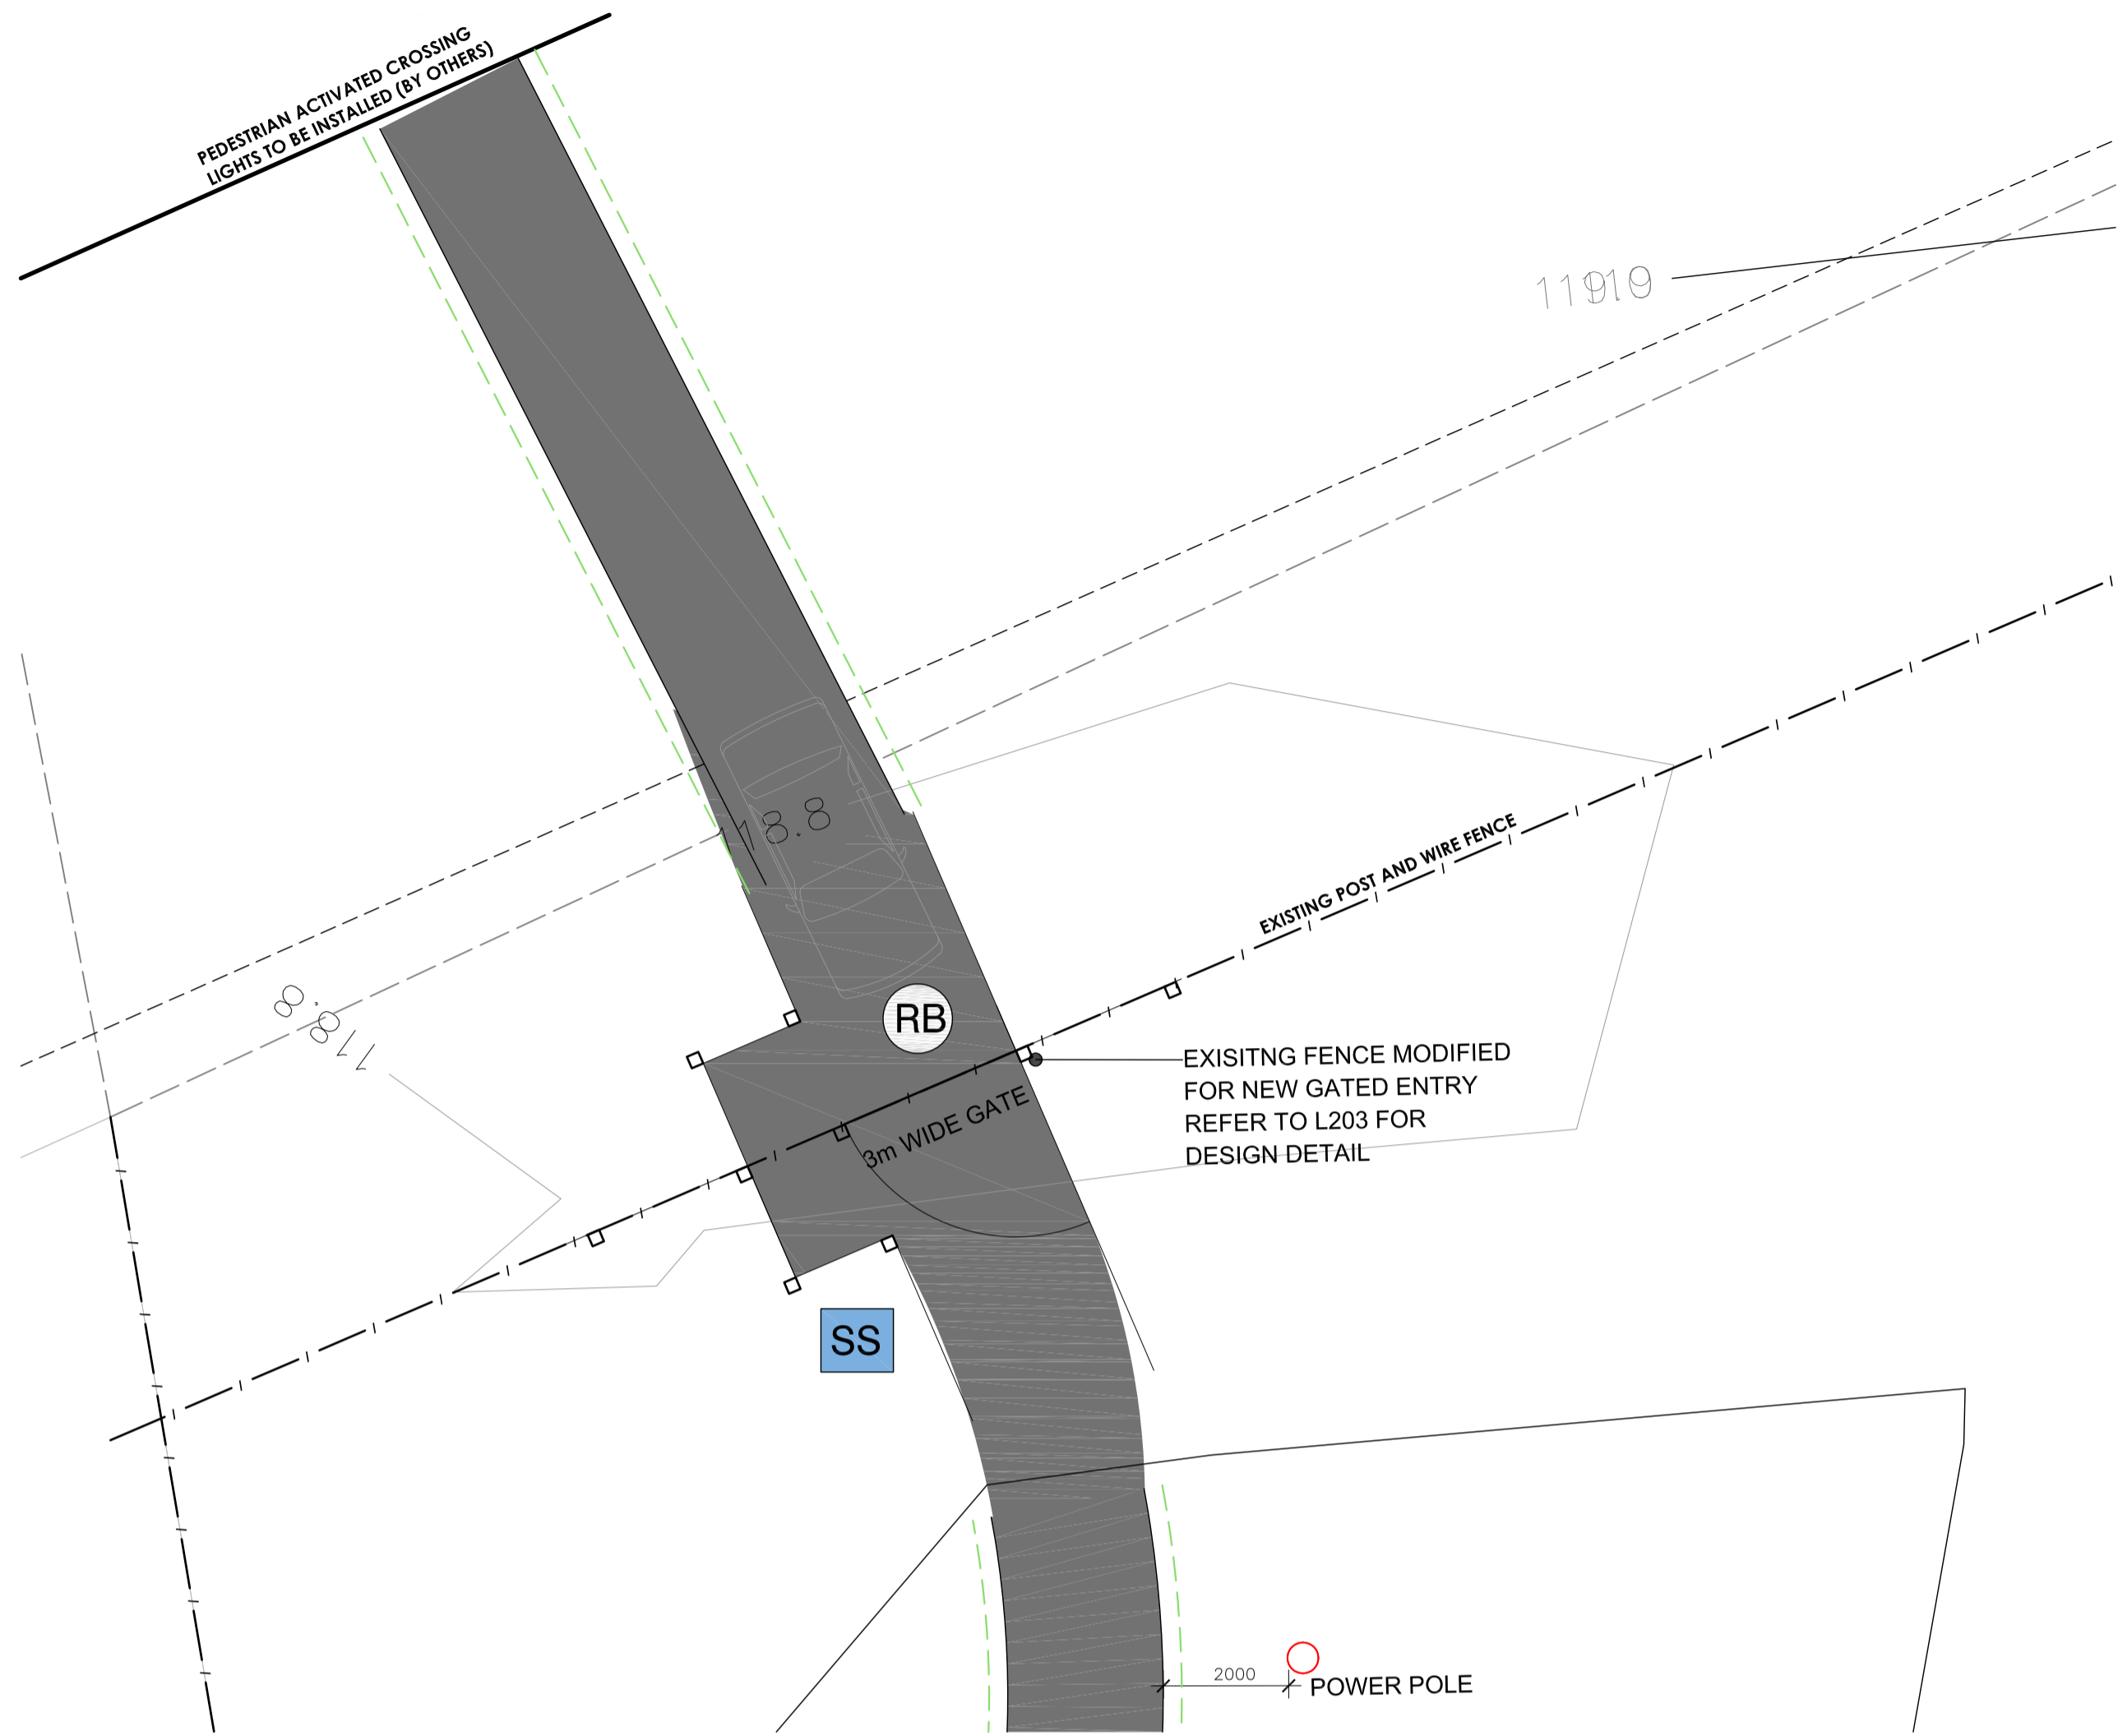 PEDESTRIAN ACTIVATED CROSSING
LIGHTS TO BE INSTALLED (BY OTHERS)
118.8
EXISTING POST AND WIRE FENCE
118.8
RB
EXISITNG FENCE MODIFIED
FOR NEW GATED ENTRY
REFER TO L203 FOR
DESIGN DETAIL
3m WIDE GATE
SS
2000
POWER POLE